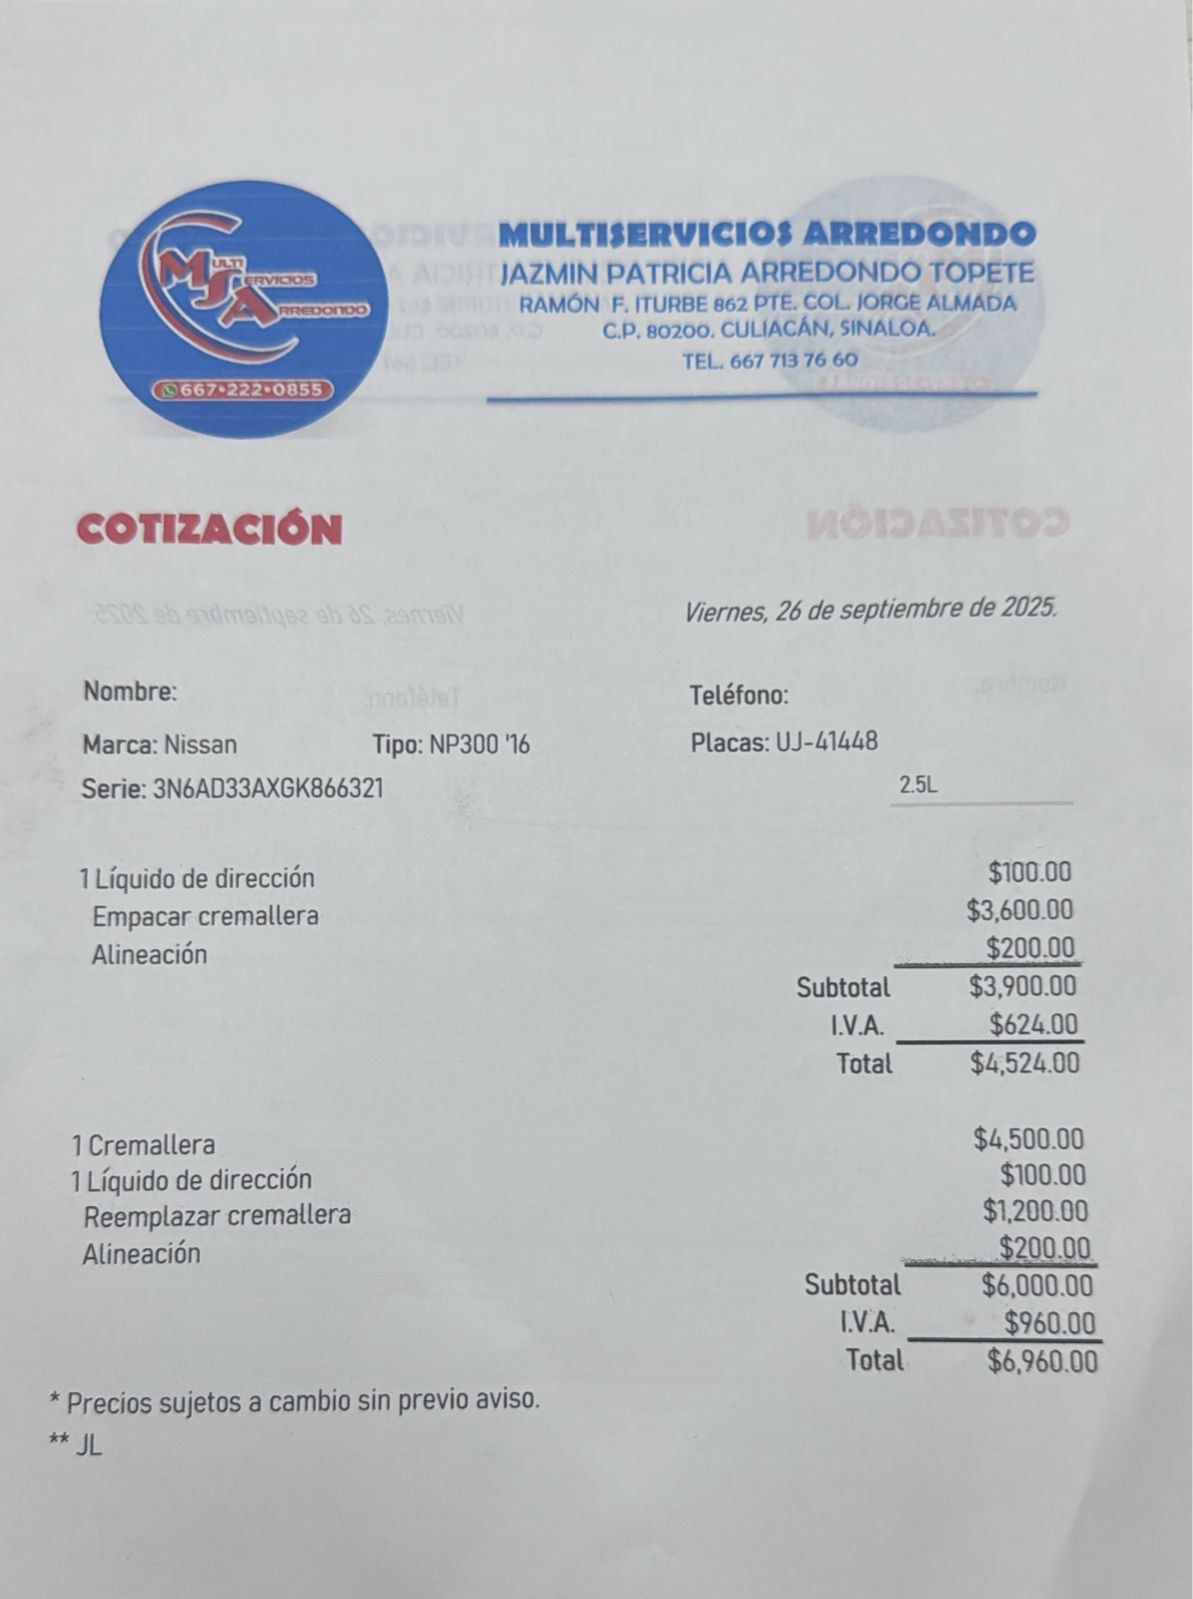 MULTI
SERVICIOS
ARREDONDO
667•222•0855
MULTISERVICIOS ARREDONDO
JAZMIN PATRICIA ARREDONDO TOPETE
RAMÓN F. ITURBE 862 PTE. COL. JORGE ALMADA
C.P. 80200. CULIACÁN, SINALOA.
TEL. 667 713 76 60
COTIZACIÓN
Viernes, 26 de septiembre de 2025.
Nombre: Teléfono:
Marca: Nissan Tipo: NP300 '16 Placas: UJ-41448
Serie: 3N6AD33AXGK866321 2.5L
1 Líquido de dirección $100.00
Empacar cremallera $3,600.00
Alineación $200.00
Subtotal $3,900.00
I.V.A. $624.00
Total $4,524.00
1 Cremallera $4,500.00
1 Líquido de dirección $100.00
Reemplazar cremallera $1,200.00
Alineación $200.00
Subtotal $6,000.00
I.V.A. $960.00
Total $6,960.00
* Precios sujetos a cambio sin previo aviso.
** JL